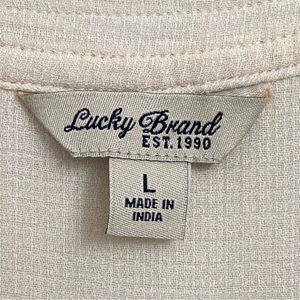 Lucky Brand
EST. 1990
L
MADE IN
INDIA